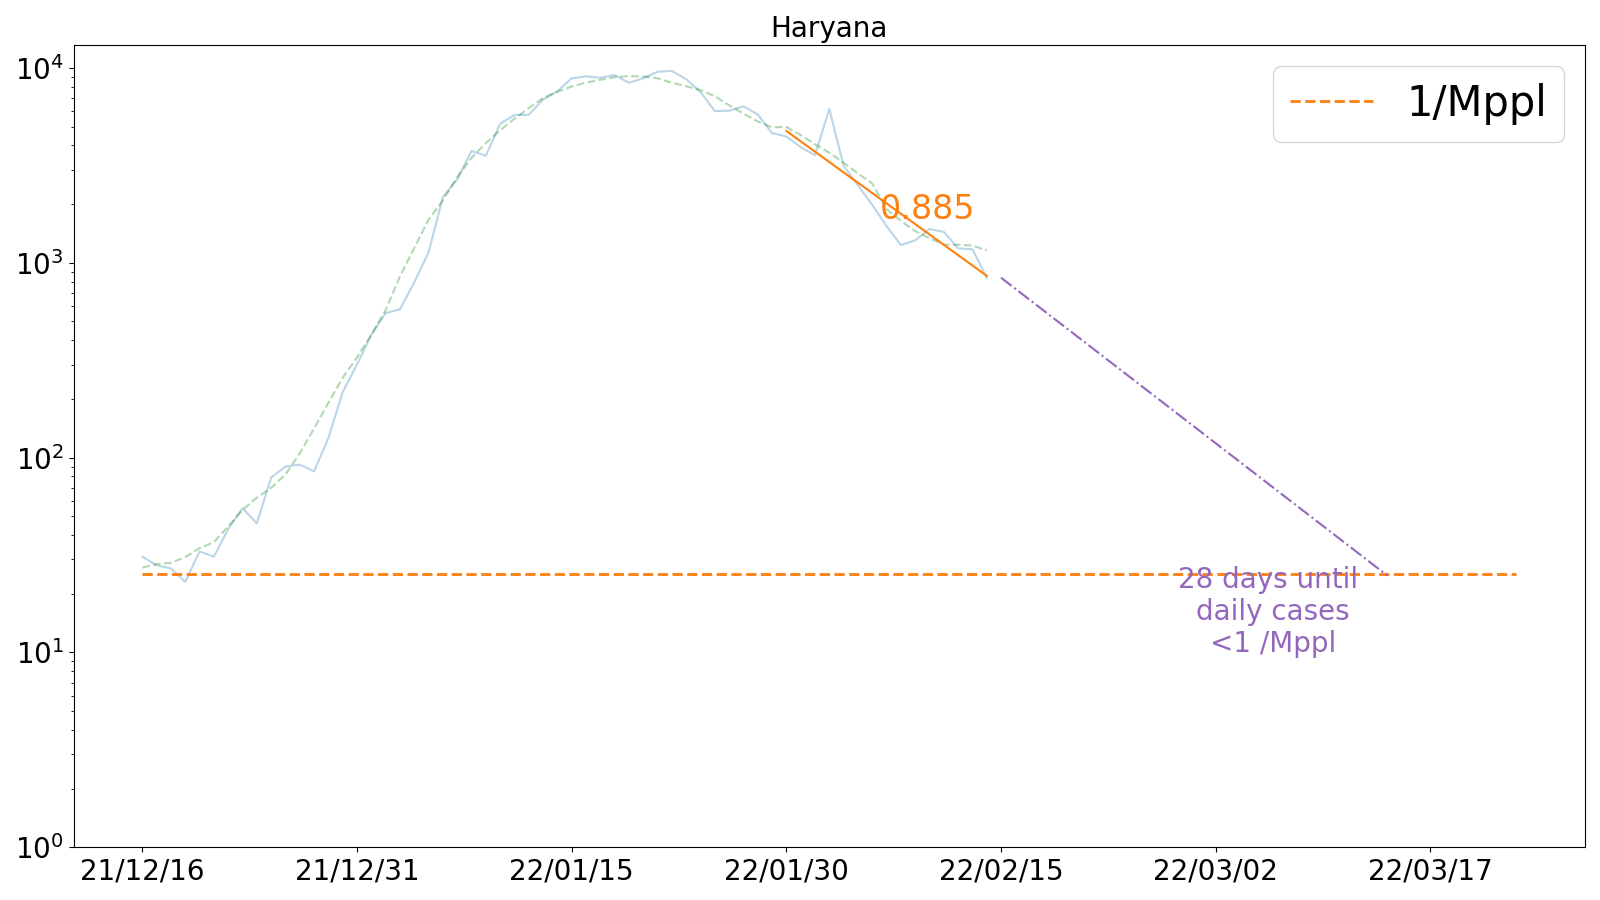 Haryana
10⁴
10³
10²
10¹
10⁰
1/Mppl
0.885
28 days until
daily cases
<1 /Mppl
21/12/16 21/12/31 22/01/15 22/01/30 22/02/15 22/03/02 22/03/17